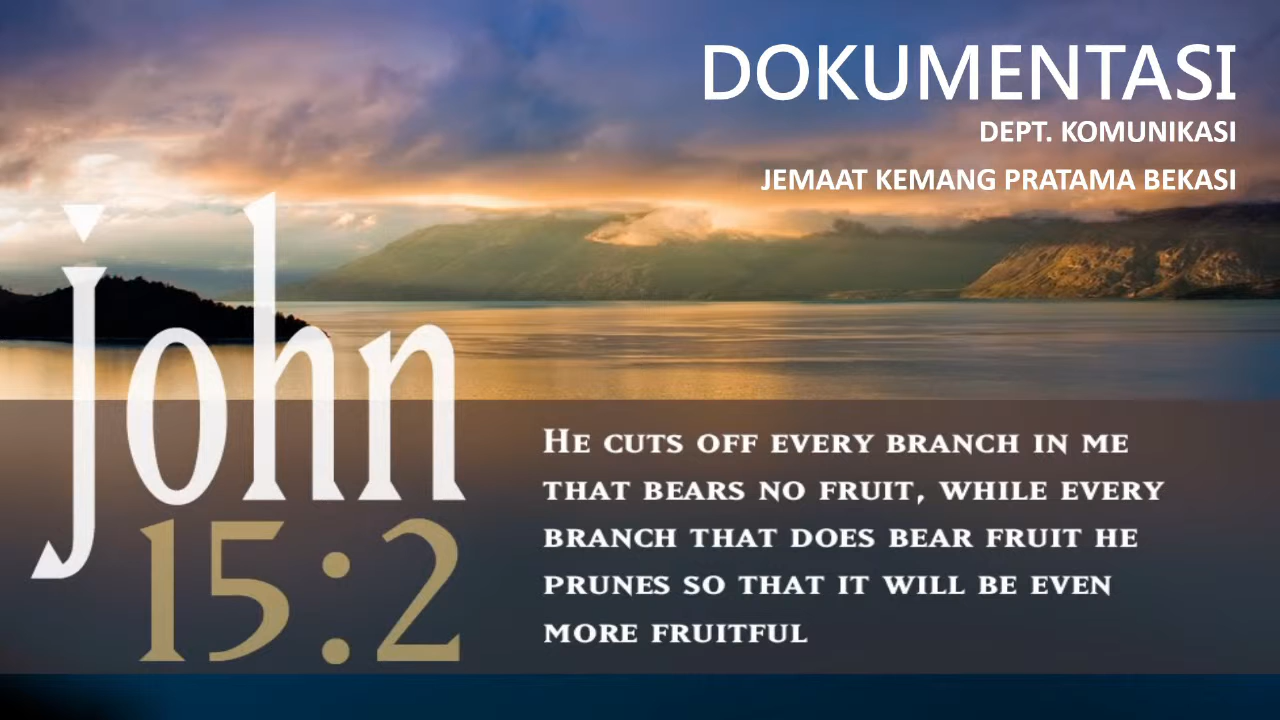 DOKUMENTASI
DEPT. KOMUNIKASI
JEMAAT KEMANG PRATAMA BEKASI
john
15:2
He cuts off every branch in me
that bears no fruit, while every
branch that does bear fruit he
prunes so that it will be even
more fruitful